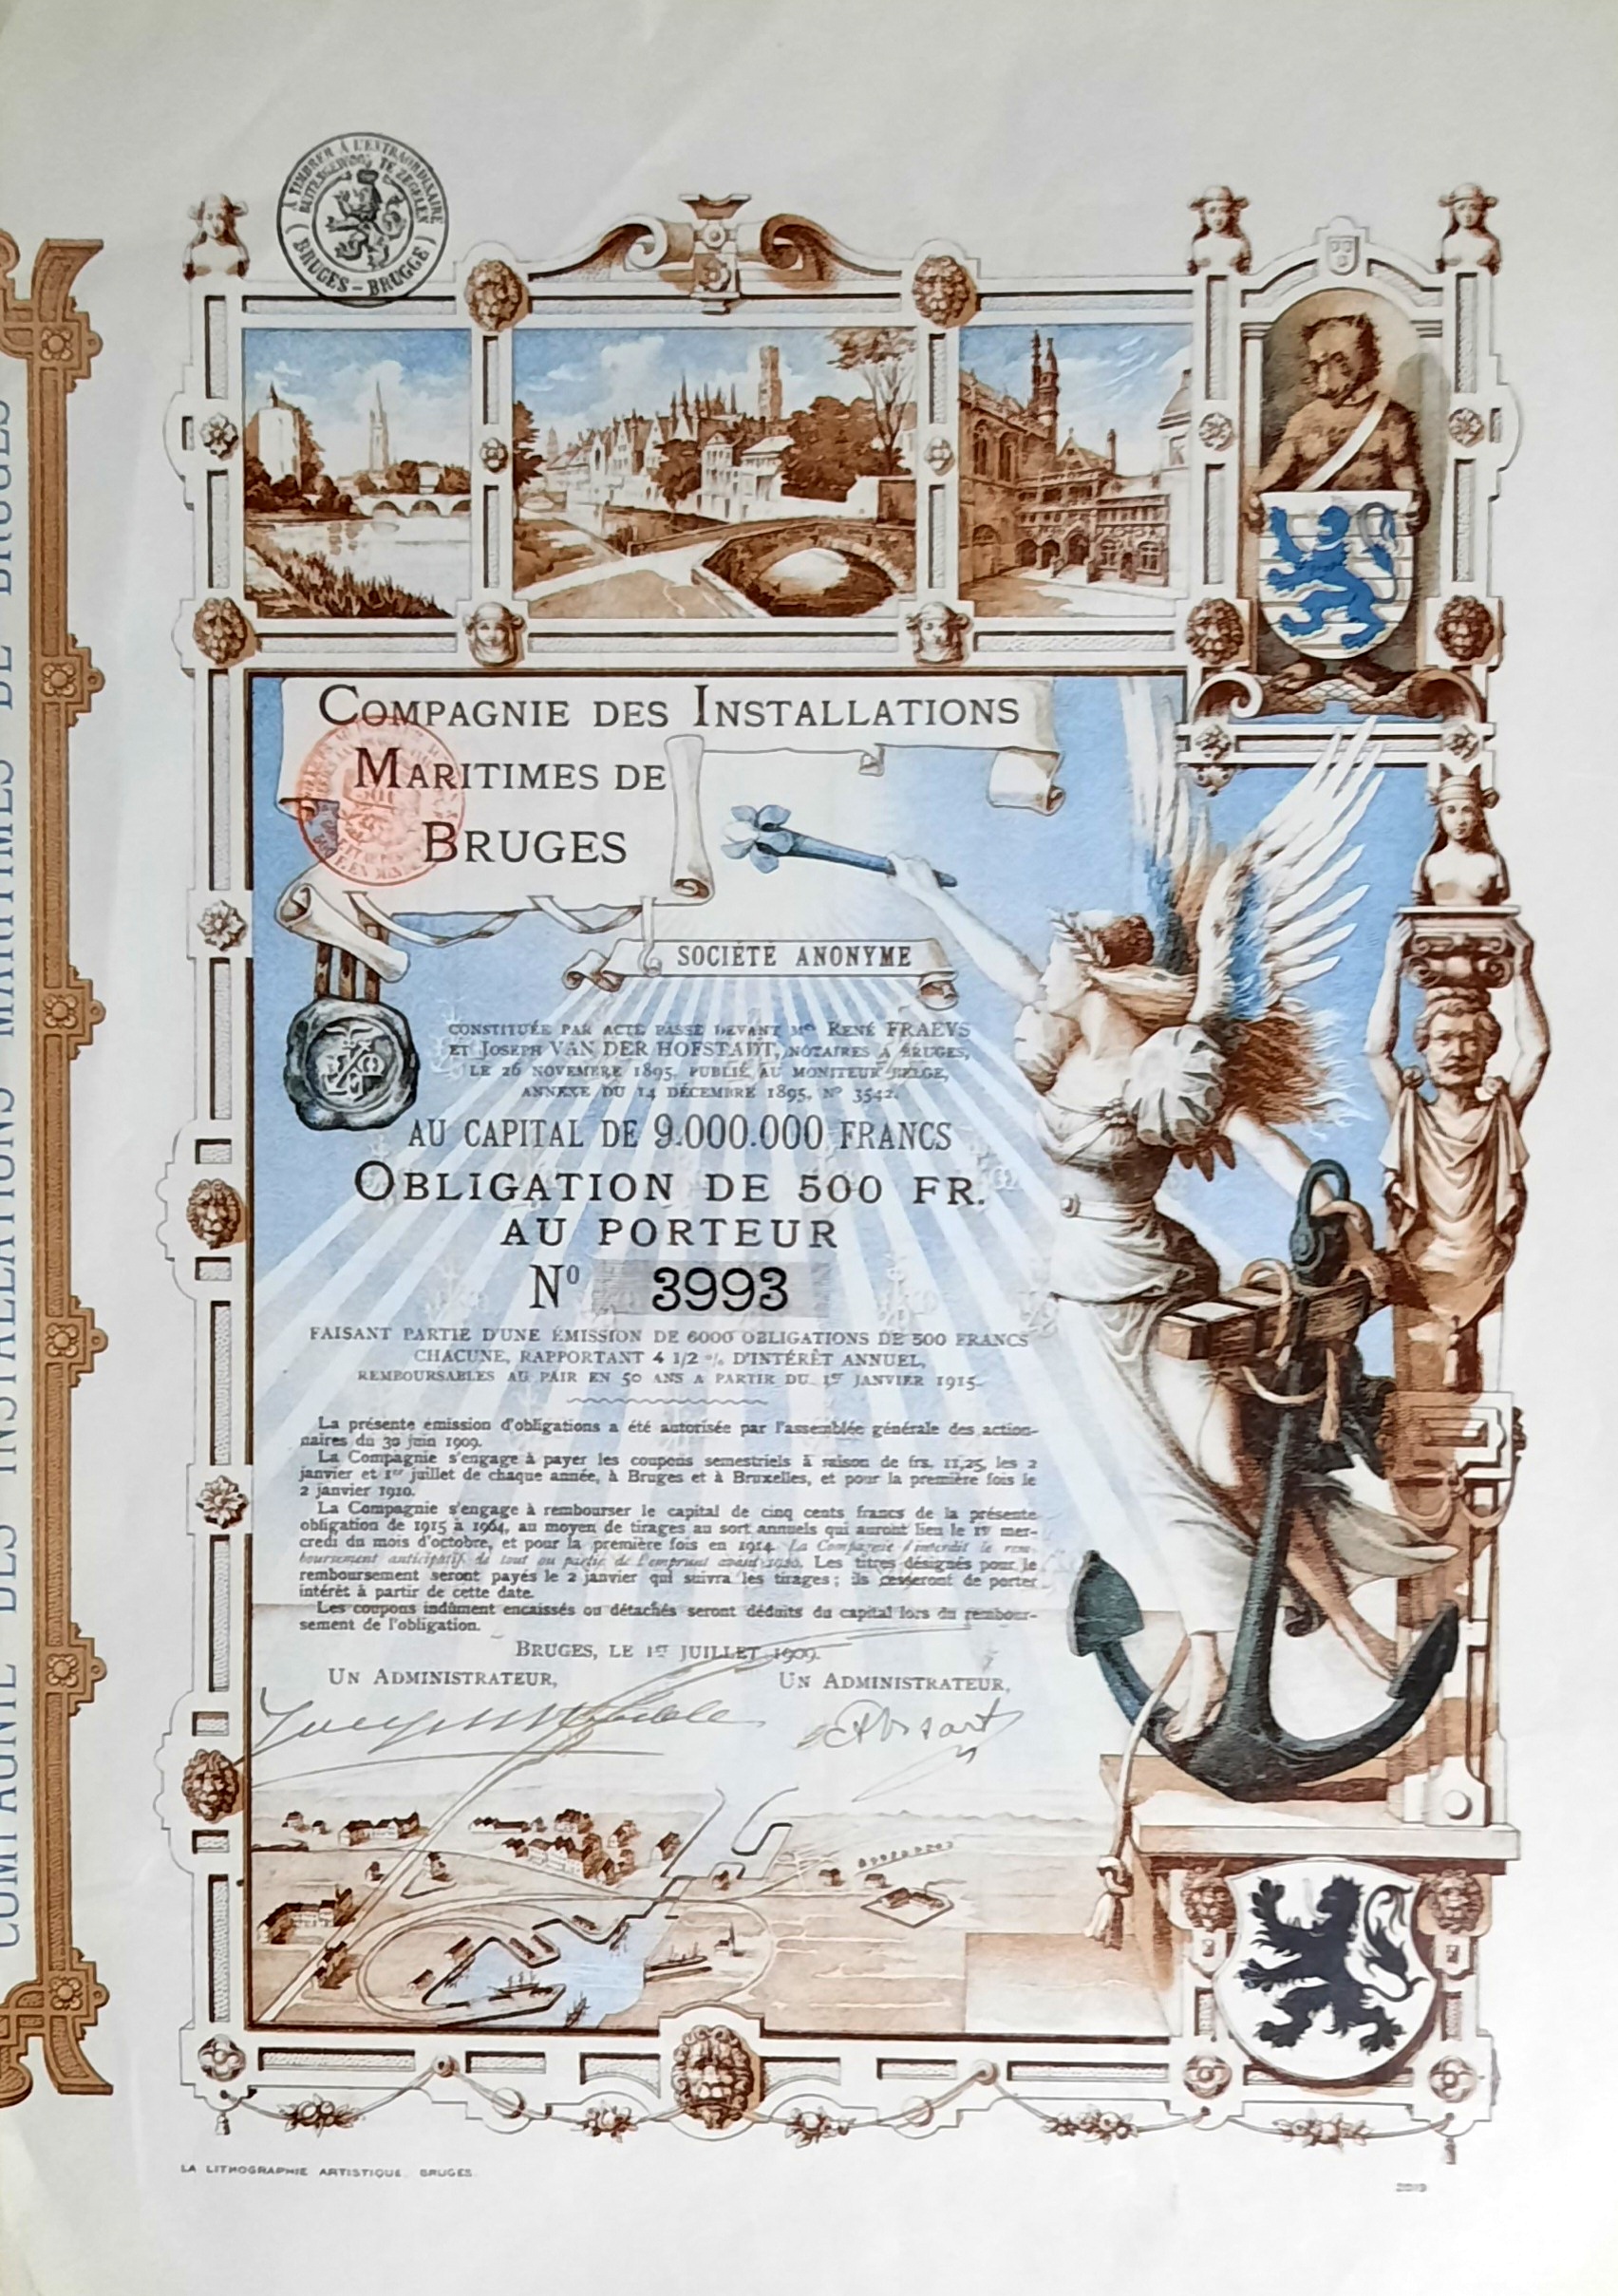 À TIMBRER À L'EXTRAORDINAIRE
BUITENGEWOON TE ZEGELEN
(BRUGES – BRUGGE)
COMPAGNIE DES INSTALLATIONS MARITIMES DE BRUGES
COMPAGNIE DES INSTALLATIONS
MARITIMES DE
BRUGES
SOCIÉTÉ ANONYME
CONSTITUÉE PAR ACTE PASSÉ DEVANT Mes RENÉ FRAEYS
ET JOSEPH VAN DER HOFSTADT, NOTAIRES A BRUGES,
LE 26 NOVEMBRE 1895, PUBLIÉ AU MONITEUR BELGE,
ANNEXE DU 14 DÉCEMBRE 1895, No 3542.
AU CAPITAL DE 9.000.000 FRANCS
OBLIGATION DE 500 FR.
AU PORTEUR
No 3993
FAISANT PARTIE D'UNE ÉMISSION DE 6000 OBLIGATIONS DE 500 FRANCS
CHACUNE, RAPPORTANT 4 1/2 % D'INTÉRÊT ANNUEL,
REMBOURSABLES AU PAIR EN 50 ANS A PARTIR DU 1er JANVIER 1915.
La présente émission d'obligations a été autorisée par l'assemblée générale des action-
naires du 30 juin 1909.
La Compagnie s'engage à payer les coupons semestriels à raison de frs. 11,25, les 2
janvier et 1er juillet de chaque année, à Bruges et à Bruxelles, et pour la première fois le
2 janvier 1910.
La Compagnie s'engage à rembourser le capital de cinq cents francs de la présente
obligation de 1915 à 1964, au moyen de tirages au sort annuels qui auront lieu le 1er mer-
credi du mois d'octobre, et pour la première fois en 1914. La Compagnie s'interdit le rem-
boursement anticipatif de tout ou partie de l'emprunt avant 1920. Les titres désignés pour le
remboursement seront payés le 2 janvier qui suivra les tirages ; ils cesseront de porter
intérêt à partir de cette date.
Les coupons indûment encaissés ou détachés seront déduits du capital lors du rembour-
sement de l'obligation.
BRUGES, LE 1er JUILLET 1909.
UN ADMINISTRATEUR, UN ADMINISTRATEUR,
LA LITHOGRAPHIE ARTISTIQUE. BRUGES.